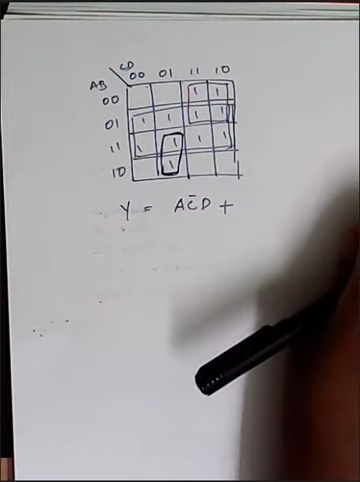 CD
AB 00 01 11 10
00 1 1
01 1 1 1 1
11 1 1 1 1
10 1
Y = AC̄D +